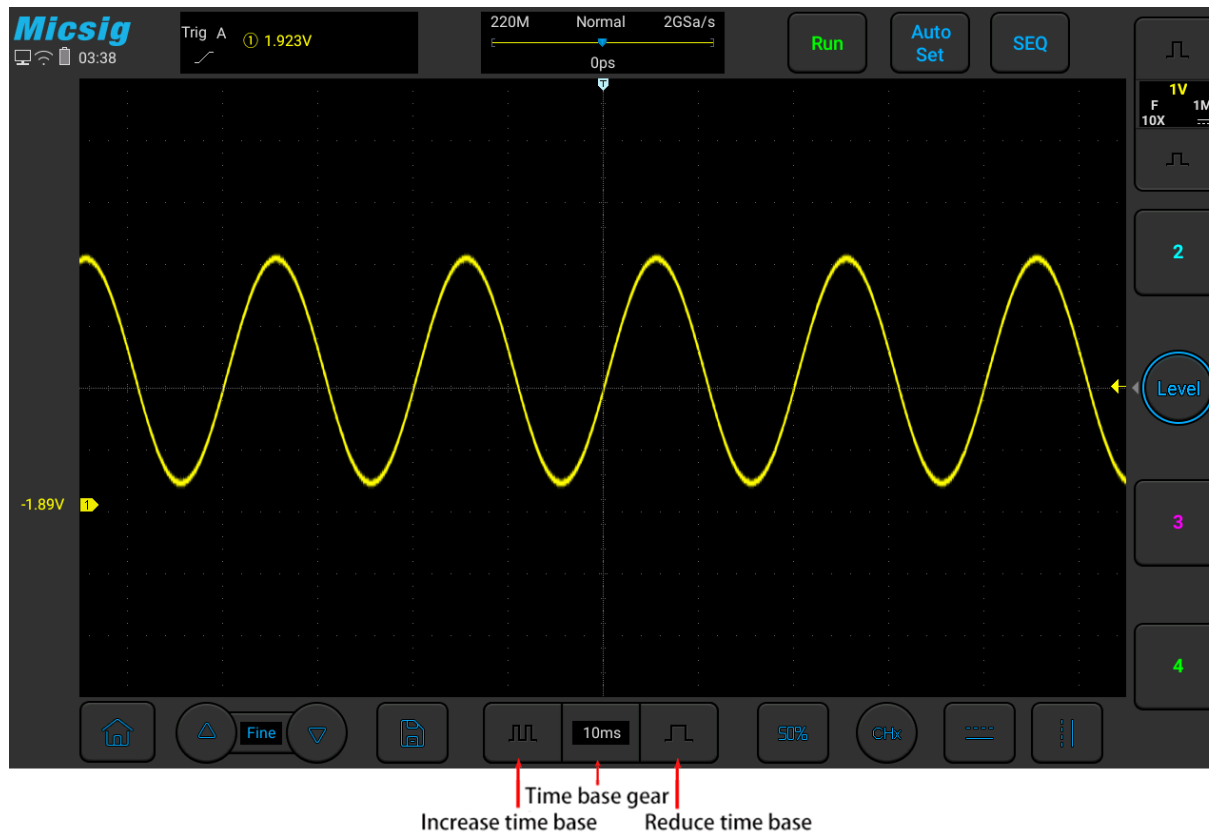 Micsig
03:38
Trig A ① 1.923V
220M Normal 2GSa/s
0ps
Run
Auto
Set
SEQ
T
1V
F 1M
10X
2
Level
-1.89V 1
3
4
Fine
10ms
50%
CHx
Time base gear
Increase time base Reduce time base